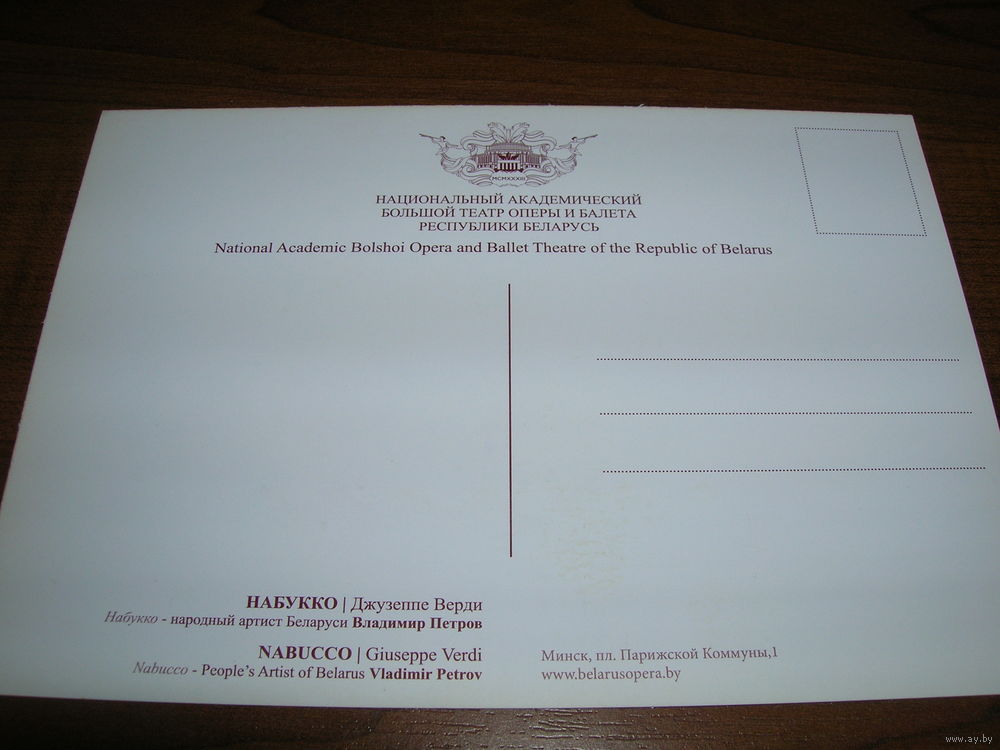 MCMXXXIII
НАЦИОНАЛЬНЫЙ АКАДЕМИЧЕСКИЙ
БОЛЬШОЙ ТЕАТР ОПЕРЫ И БАЛЕТА
РЕСПУБЛИКИ БЕЛАРУСЬ
National Academic Bolshoi Opera and Ballet Theatre of the Republic of Belarus
НАБУККО | Джузеппе Верди
Набукко - народный артист Беларуси Владимир Петров
NABUCCO | Giuseppe Verdi
Nabucco - People's Artist of Belarus Vladimir Petrov
Минск, пл. Парижской Коммуны,1
www.belarusopera.by
www.ay.by